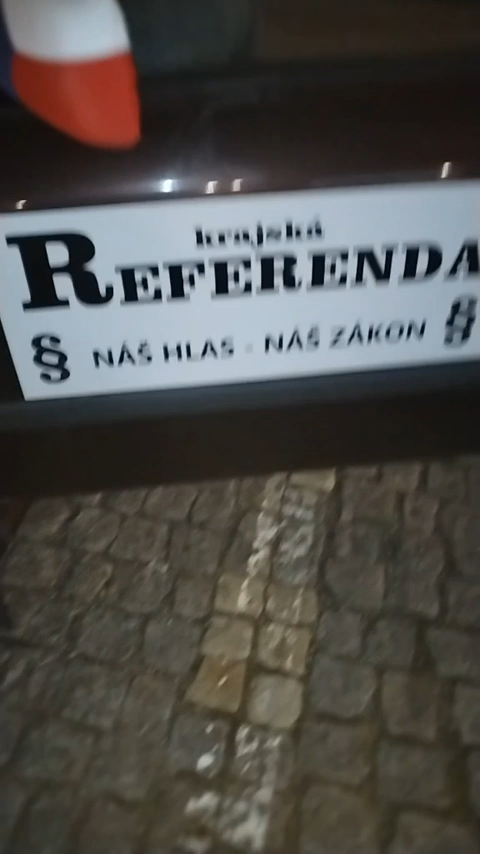 krajská
REFERENDA
§ NÁŠ HLAS - NÁŠ ZÁKON §